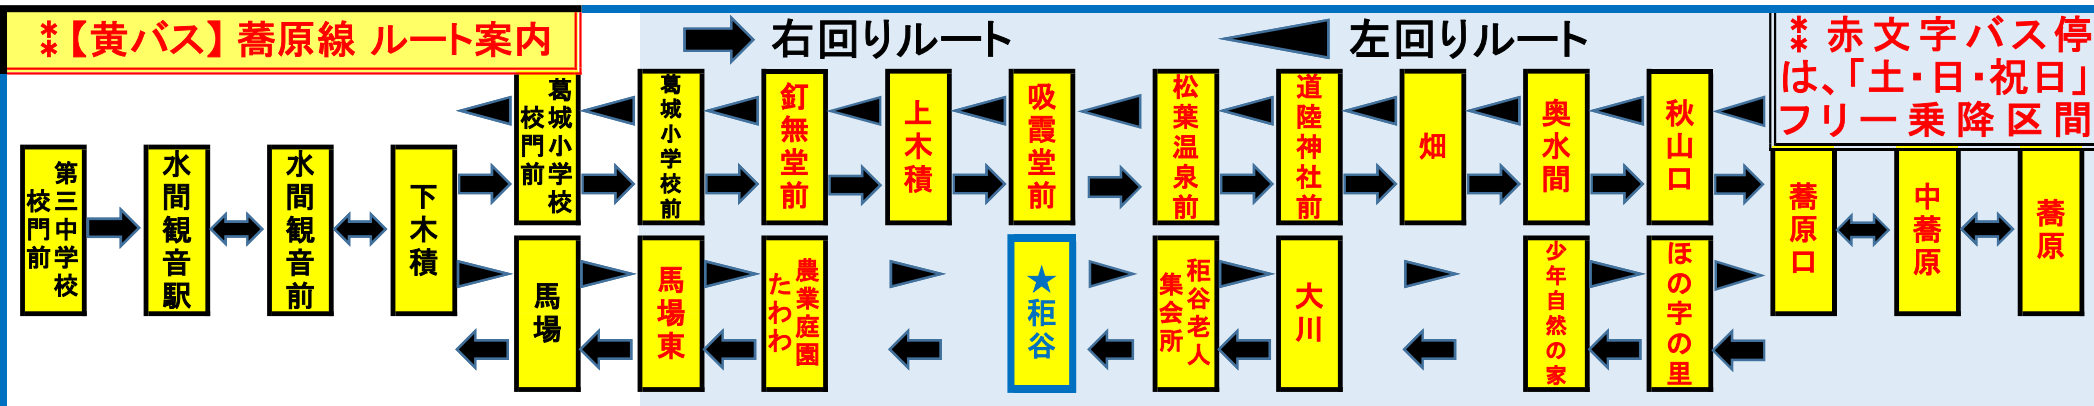 ⁑【黄バス】蕎原線 ルート案内
右回りルート
左回りルート
⁑ 赤文字バス停
は、「土・日・祝日」
フリー乗降区間
第三中学校
校門前
水間観音駅
水間観音前
下木積
葛城小学校
校門前
葛城小学校前
釘無堂前
上木積
吸霞堂前
松葉温泉前
道陸神社前
畑
奥水間
秋山口
蕎原口
中蕎原
蕎原
馬場
馬場東
農業庭園
たわわ
★秬谷
秬谷老人
集会所
大川
少年自然の家
ほの字の里